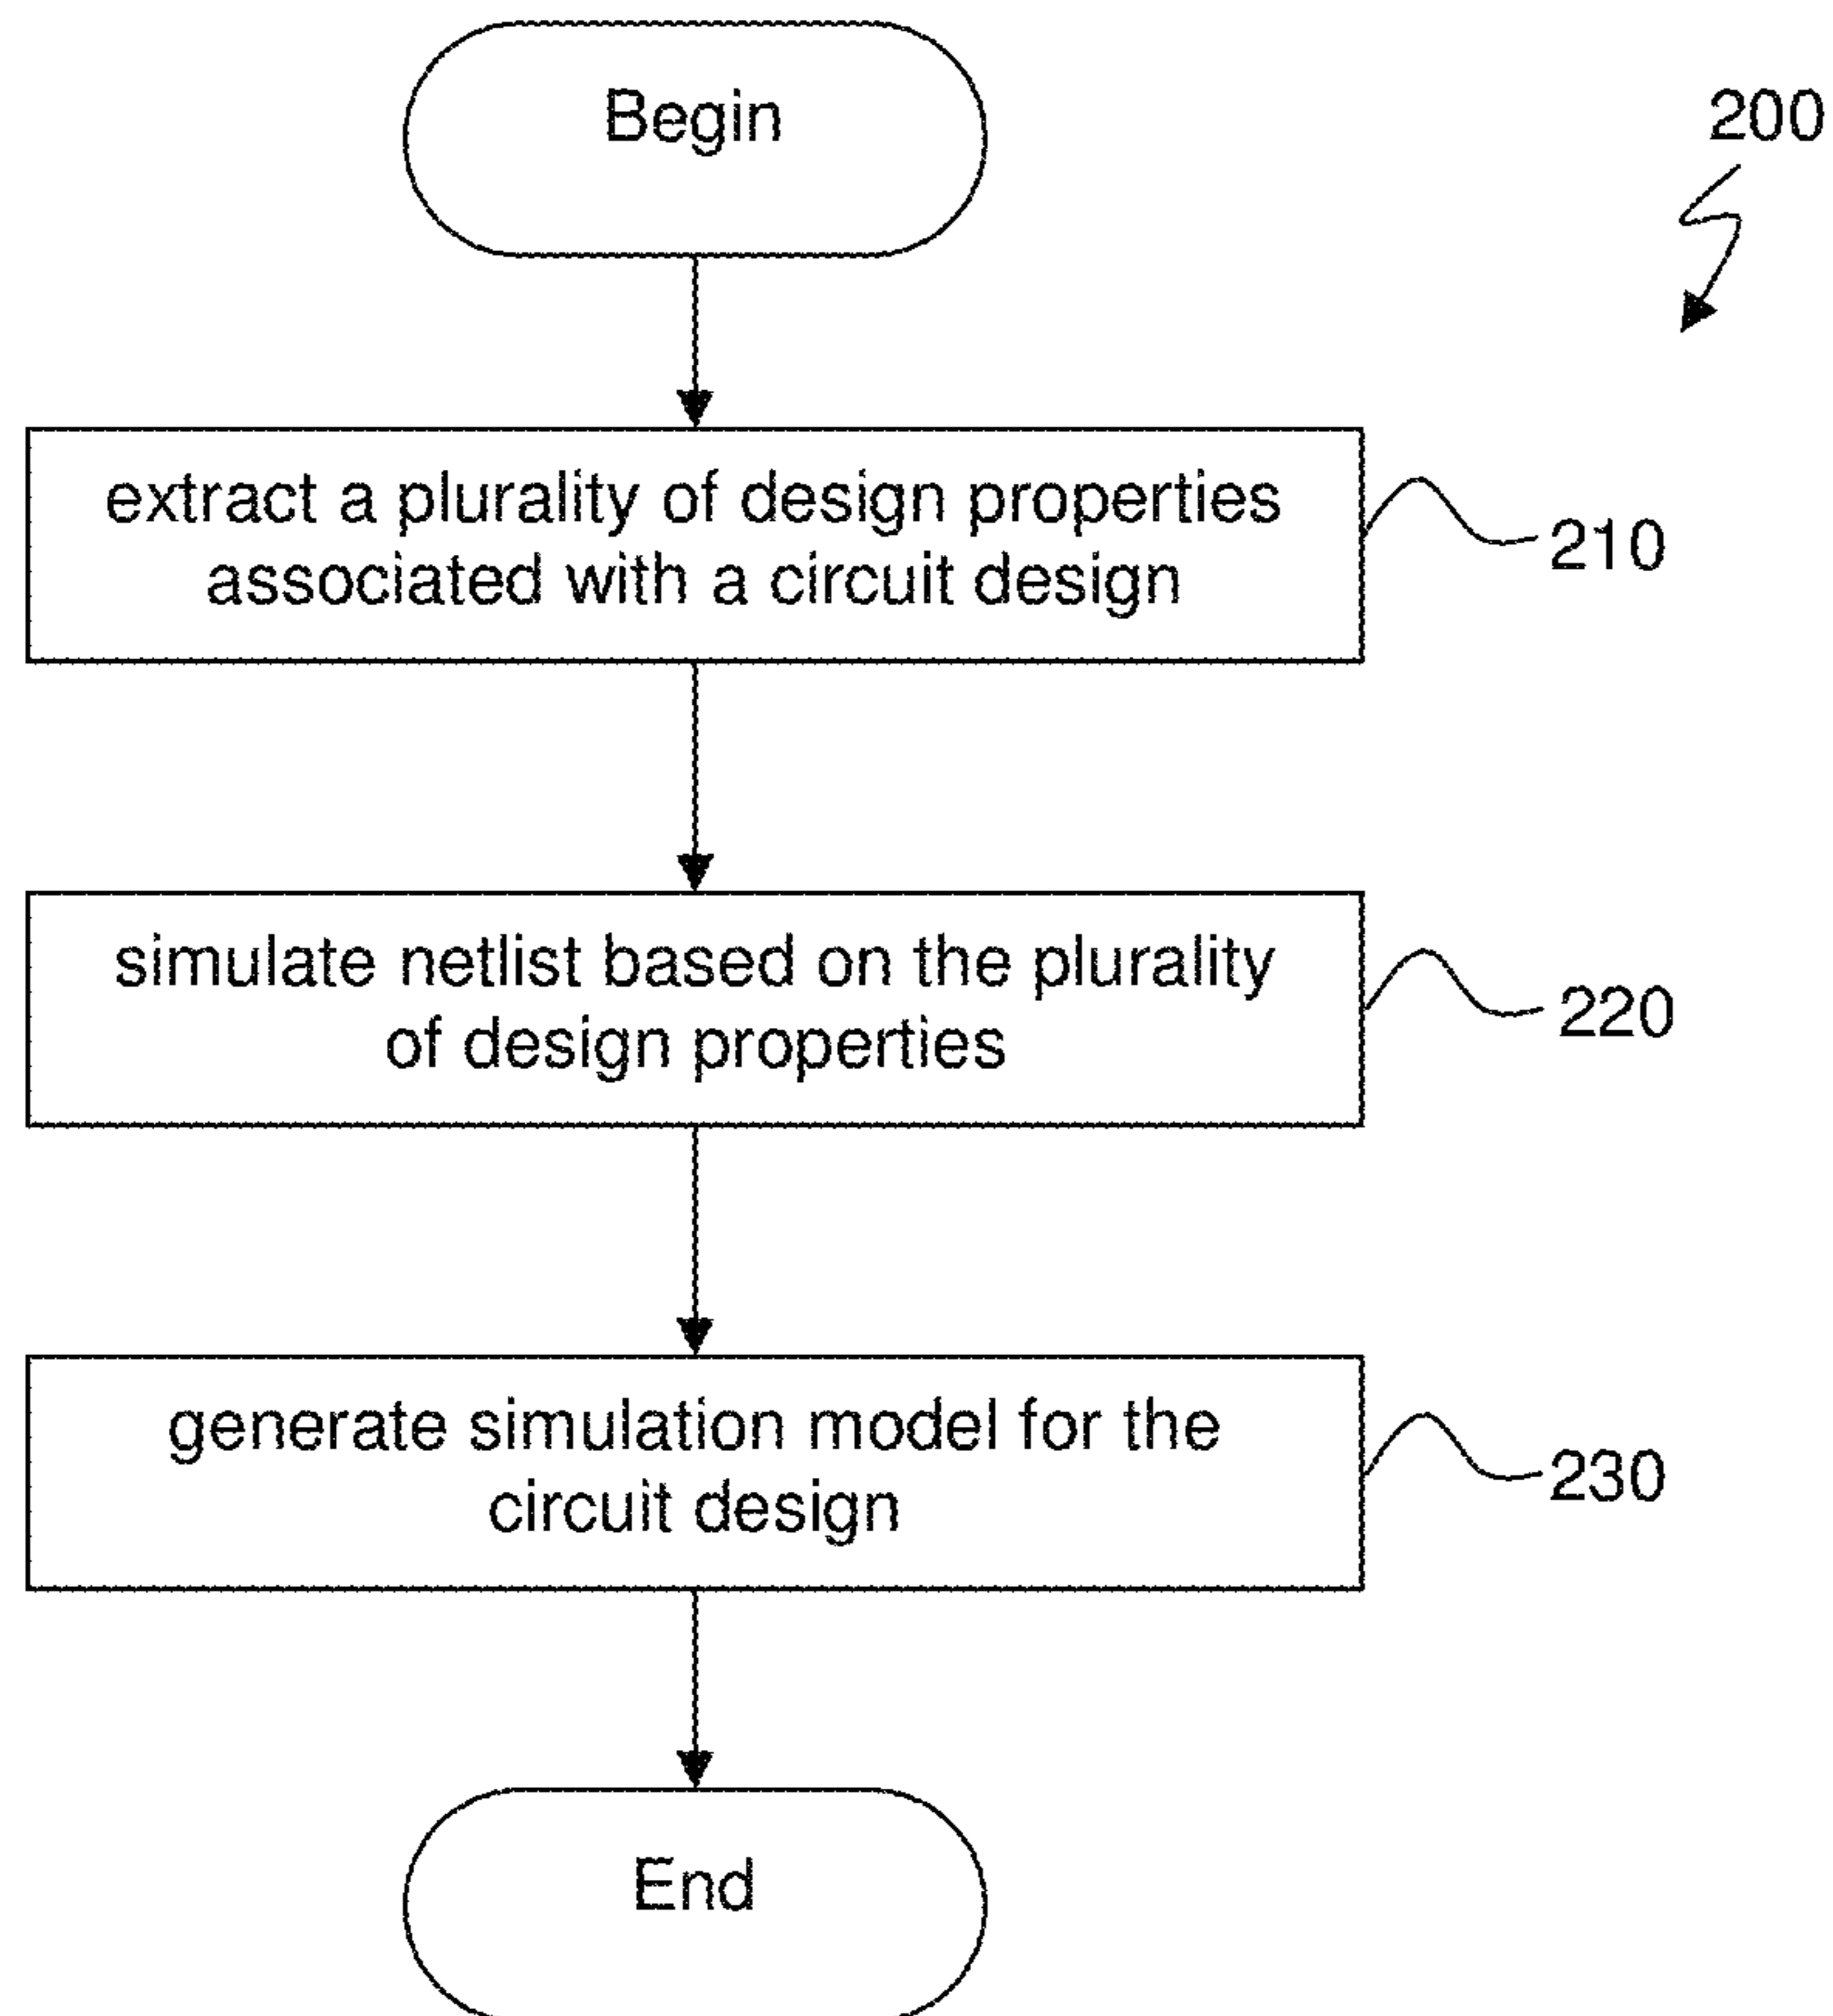 Begin
200
extract a plurality of design properties
associated with a circuit design
210
simulate netlist based on the plurality
of design properties
220
generate simulation model for the
circuit design
230
End